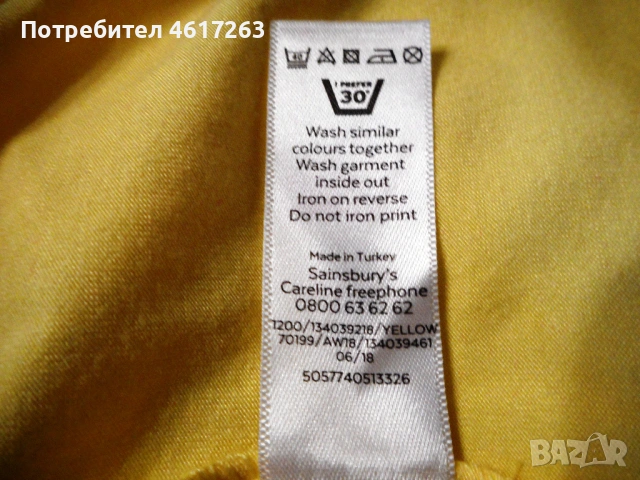 Потребител 4617263
40
I PREFER
30°
Wash similar
colours together
Wash garment
inside out
Iron on reverse
Do not iron print
Made in Turkey
Sainsbury's
Careline freephone
0800 63 62 62
1200/134039218/YELLOW
70199/AW18/134039461
06/18
5057740513326
BAZAR